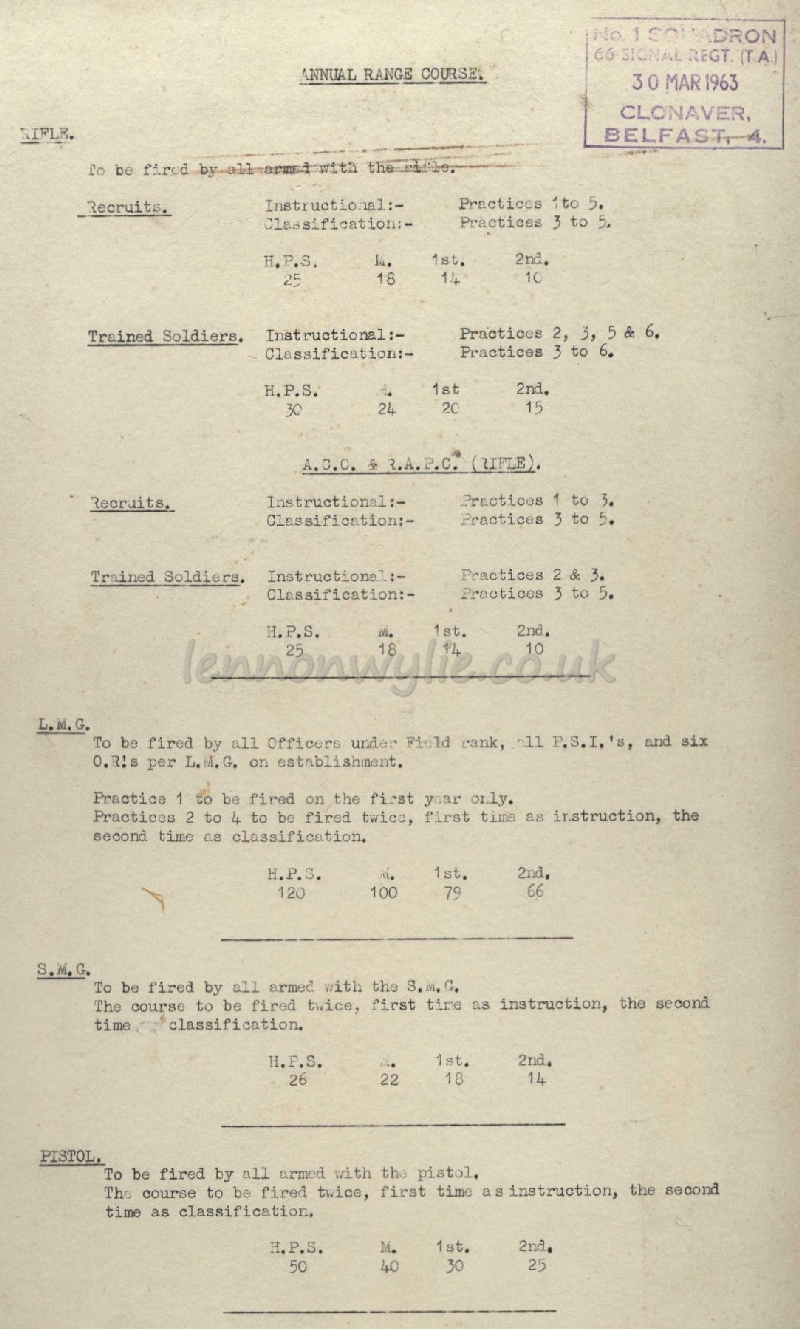 No. 1 SQUADRON
66 SIGNAL REGT. (T.A.)
30 MAR 1963
CLONAVER,
BELFAST, 4.
ANNUAL RANGE COURSE.
RIFLE.
To be fired by all armed with the rifle.
Recruits. Instructional:- Practices 1 to 5.
Classification:- Practices 3 to 5.
H.P.S. M. 1st. 2nd.
25 18 14 10
Trained Soldiers. Instructional:- Practices 2, 3, 5 & 6.
Classification:- Practices 3 to 6.
H.P.S. M. 1st 2nd.
30 24 20 15
A.C.C. & R.A.P.C.* (RIFLE).
Recruits. Instructional:- Practices 1 to 3.
Classification:- Practices 3 to 5.
Trained Soldiers. Instructional:- Practices 2 & 3.
Classification:- Practices 3 to 5.
H.P.S. M. 1st. 2nd.
25 18 14 10
lennonwylie.co.uk
L.M.G.
To be fired by all Officers under Field rank, all P.S.I.'s, and six
O.R!s per L.M.G. on establishment.
Practice 1 to be fired on the first year only.
Practices 2 to 4 to be fired twice, first time as instruction, the
second time as classification.
H.P.S. M. 1st. 2nd.
120 100 79 66
S.M.G.
To be fired by all armed with the S.M.G.
The course to be fired twice, first time as instruction, the second
time classification.
H.P.S. M. 1st. 2nd.
26 22 18 14
PISTOL.
To be fired by all armed with the pistol.
The course to be fired twice, first time as instruction, the second
time as classification.
H.P.S. M. 1st. 2nd.
50 40 30 25